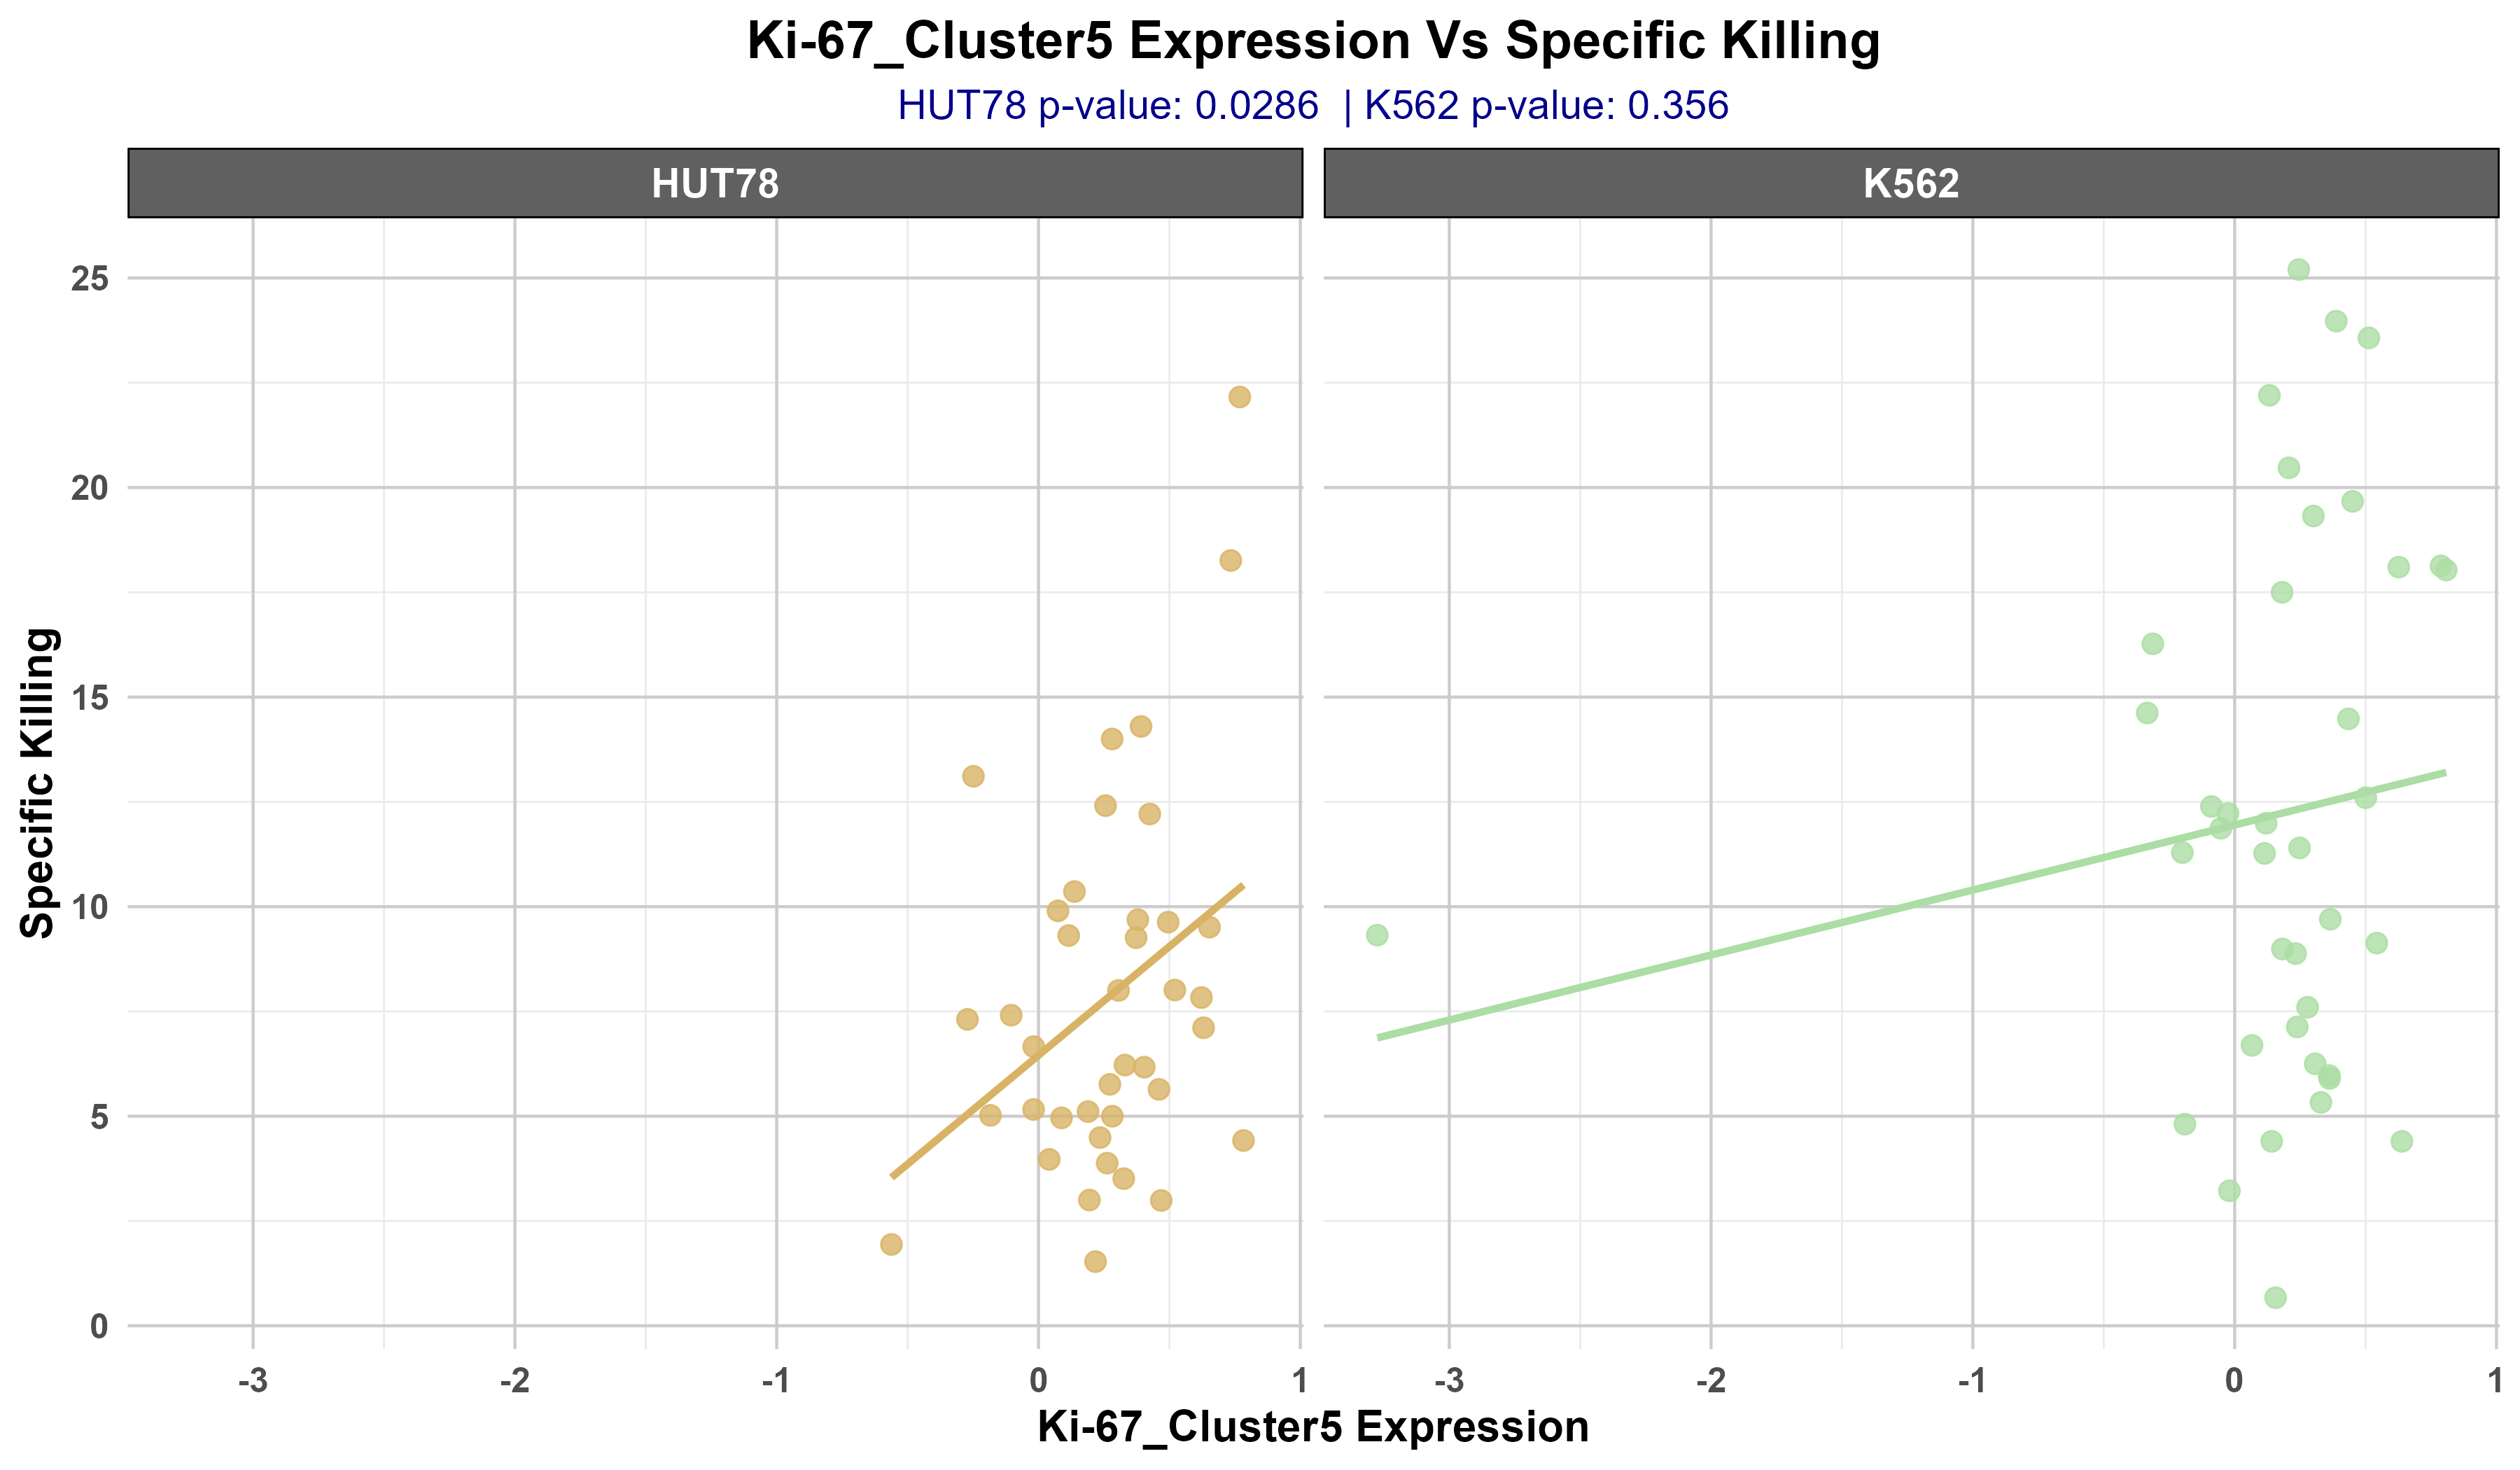 Ki-67_Cluster5 Expression Vs Specific Killing
HUT78 p-value: 0.0286 | K562 p-value: 0.356
HUT78
K562
Specific Killing
25
20
15
10
5
0
-3 -2 -1 0 1
-3 -2 -1 0 1
Ki-67_Cluster5 Expression